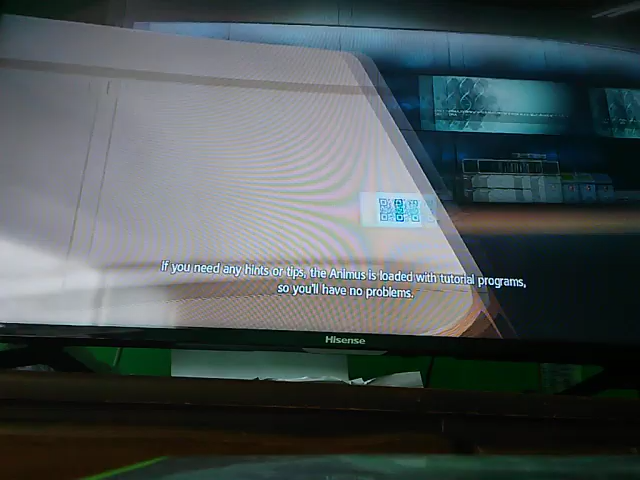 If you need any hints or tips, the Animus is loaded with tutorial programs,
so you'll have no problems.
Hisense